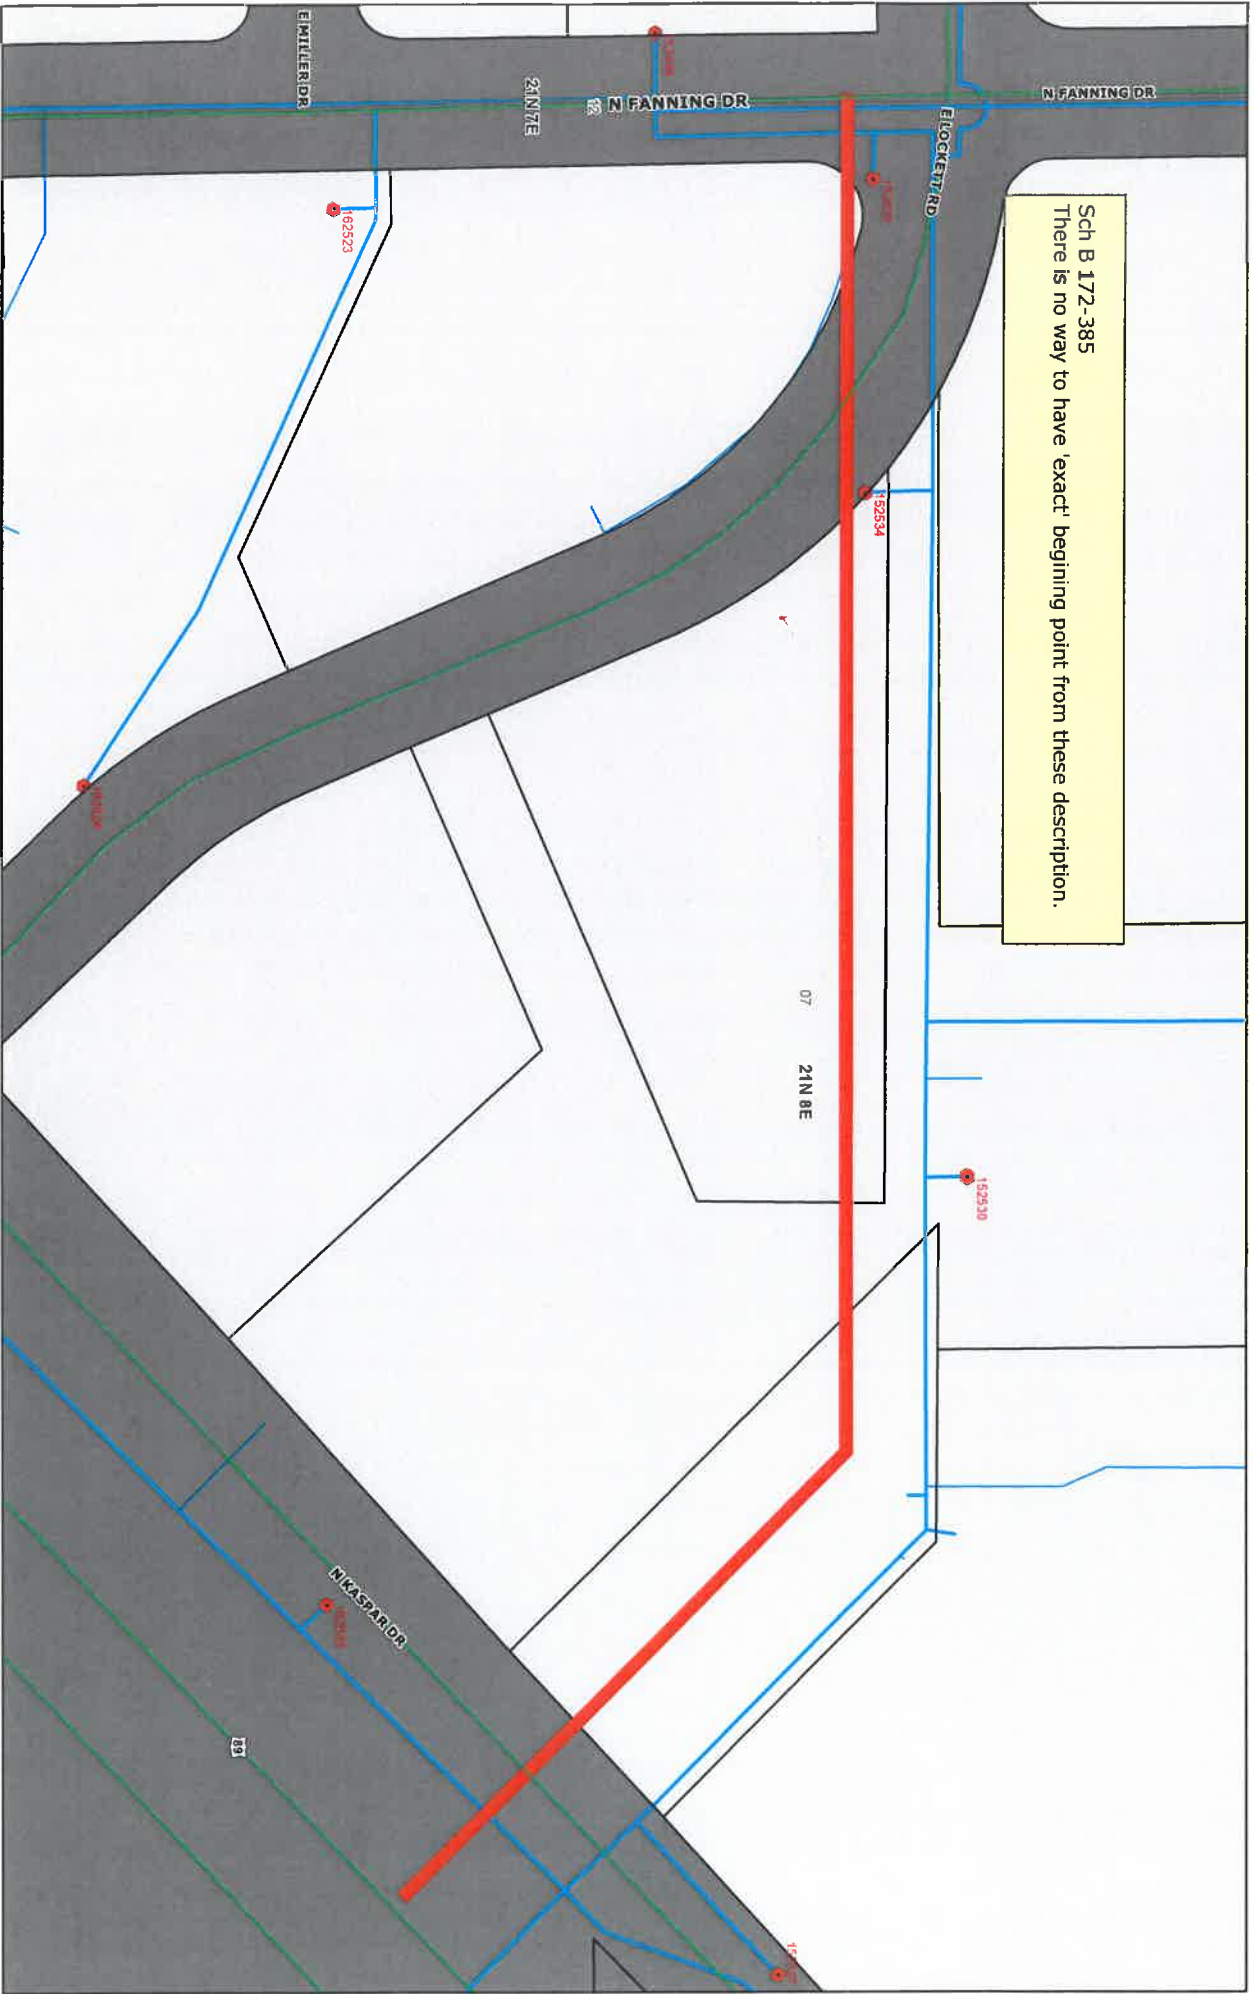 Sch B 172-385
There is no way to have 'exact' begining point from these description.
N FANNING DR
E LOCKETT RD
N FANNING DR
12
21N 7E
E MILLER DR
162523
152534
07
21N 8E
152530
N KASPAR DR
89